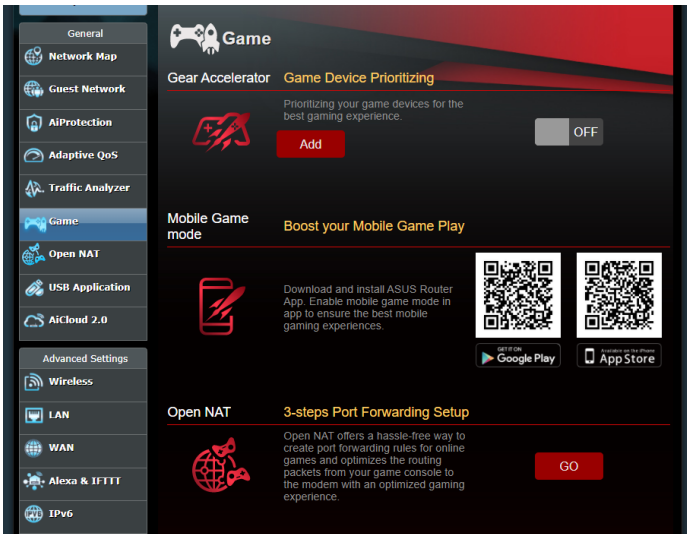 General
Network Map
Guest Network
AiProtection
Adaptive QoS
Traffic Analyzer
Game
Open NAT
USB Application
AiCloud 2.0
Advanced Settings
Wireless
LAN
WAN
Alexa & IFTTT
IPv6
Game
Gear Accelerator
Game Device Prioritizing
Prioritizing your game devices for the
best gaming experience.
Add
OFF
Mobile Game
mode
Boost your Mobile Game Play
Download and install ASUS Router
App. Enable mobile game mode in
app to ensure the best mobile
gaming experiences.
GET IT ON
Google Play
Available on the iPhone
App Store
Open NAT
3-steps Port Forwarding Setup
Open NAT offers a hassle-free way to
create port forwarding rules for online
games and optimizes the routing
packets from your game console to
the modem with an optimized gaming
experience.
GO